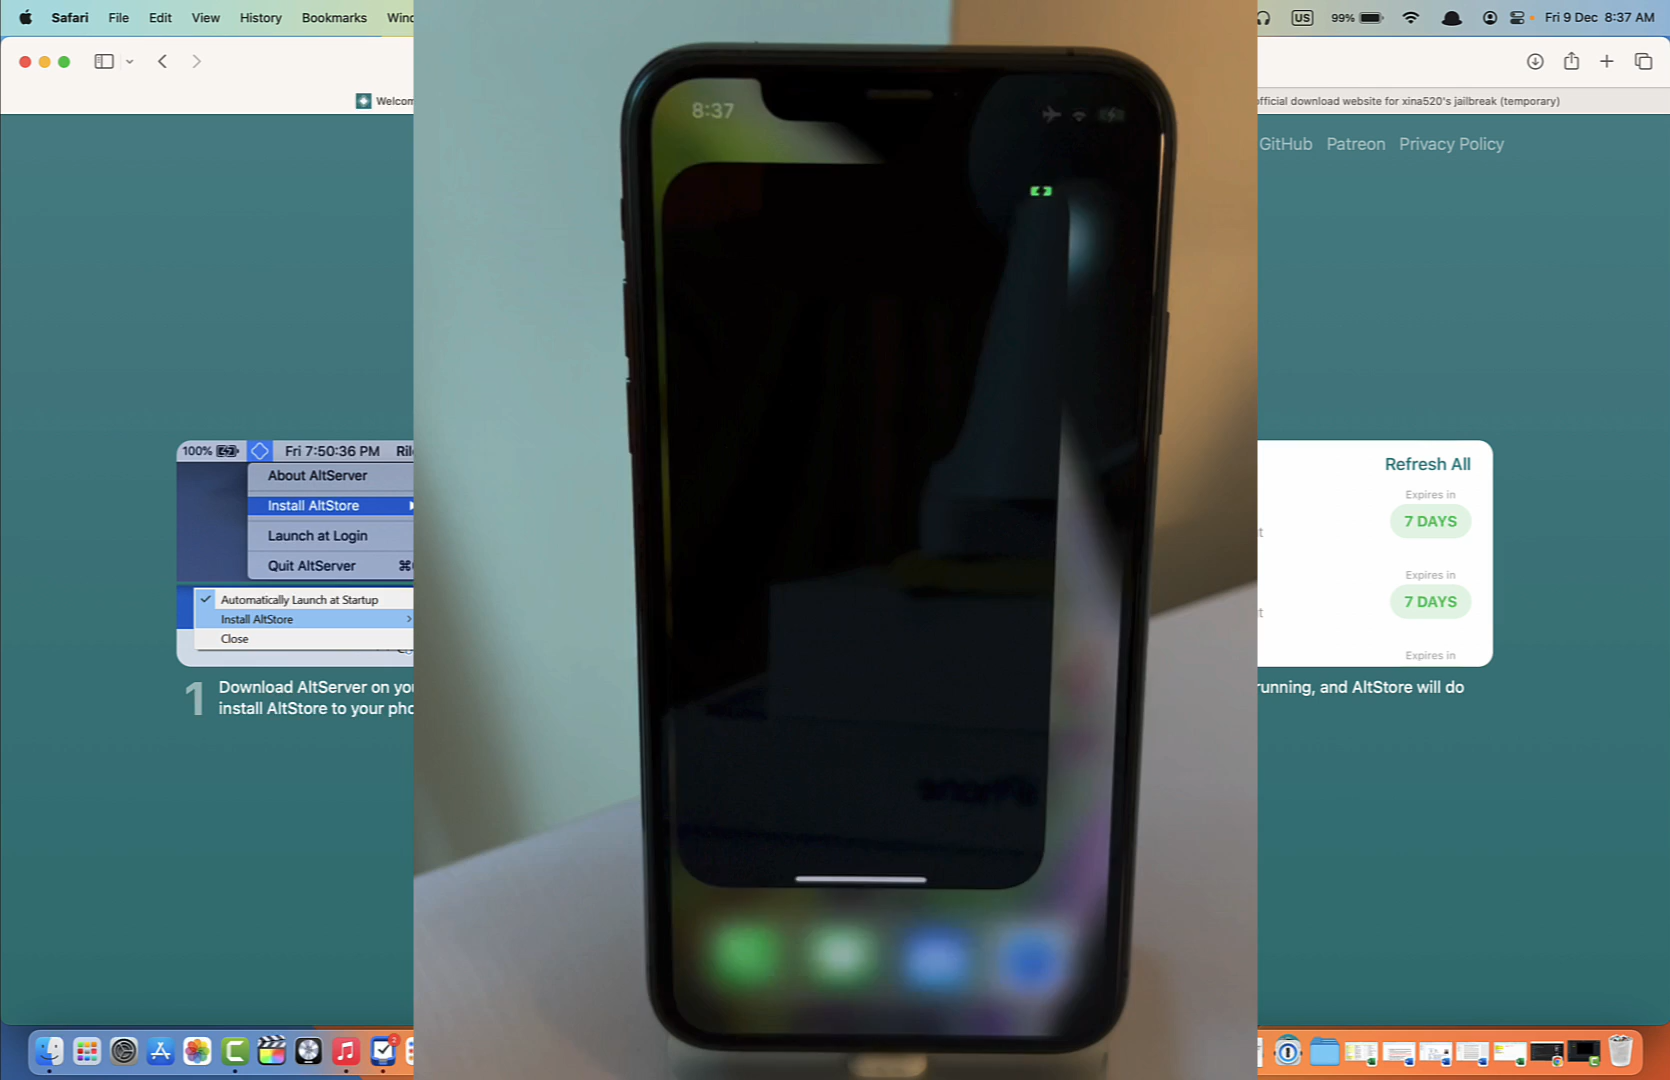 Safari File Edit View History Bookmarks
US 99% Fri 9 Dec 8:37 AM
official download website for xina520's jailbreak (temporary)
GitHub Patreon Privacy Policy
8:37
100% Fri 7:50:36 PM
About AltServer
Install AltStore
Launch at Login
Quit AltServer
Automatically Launch at Startup
Install AltStore
Close
1 Download AltServer on
install AltStore to your
Refresh All
Expires in
7 DAYS
Expires in
7 DAYS
Expires in
running, and AltStore will do